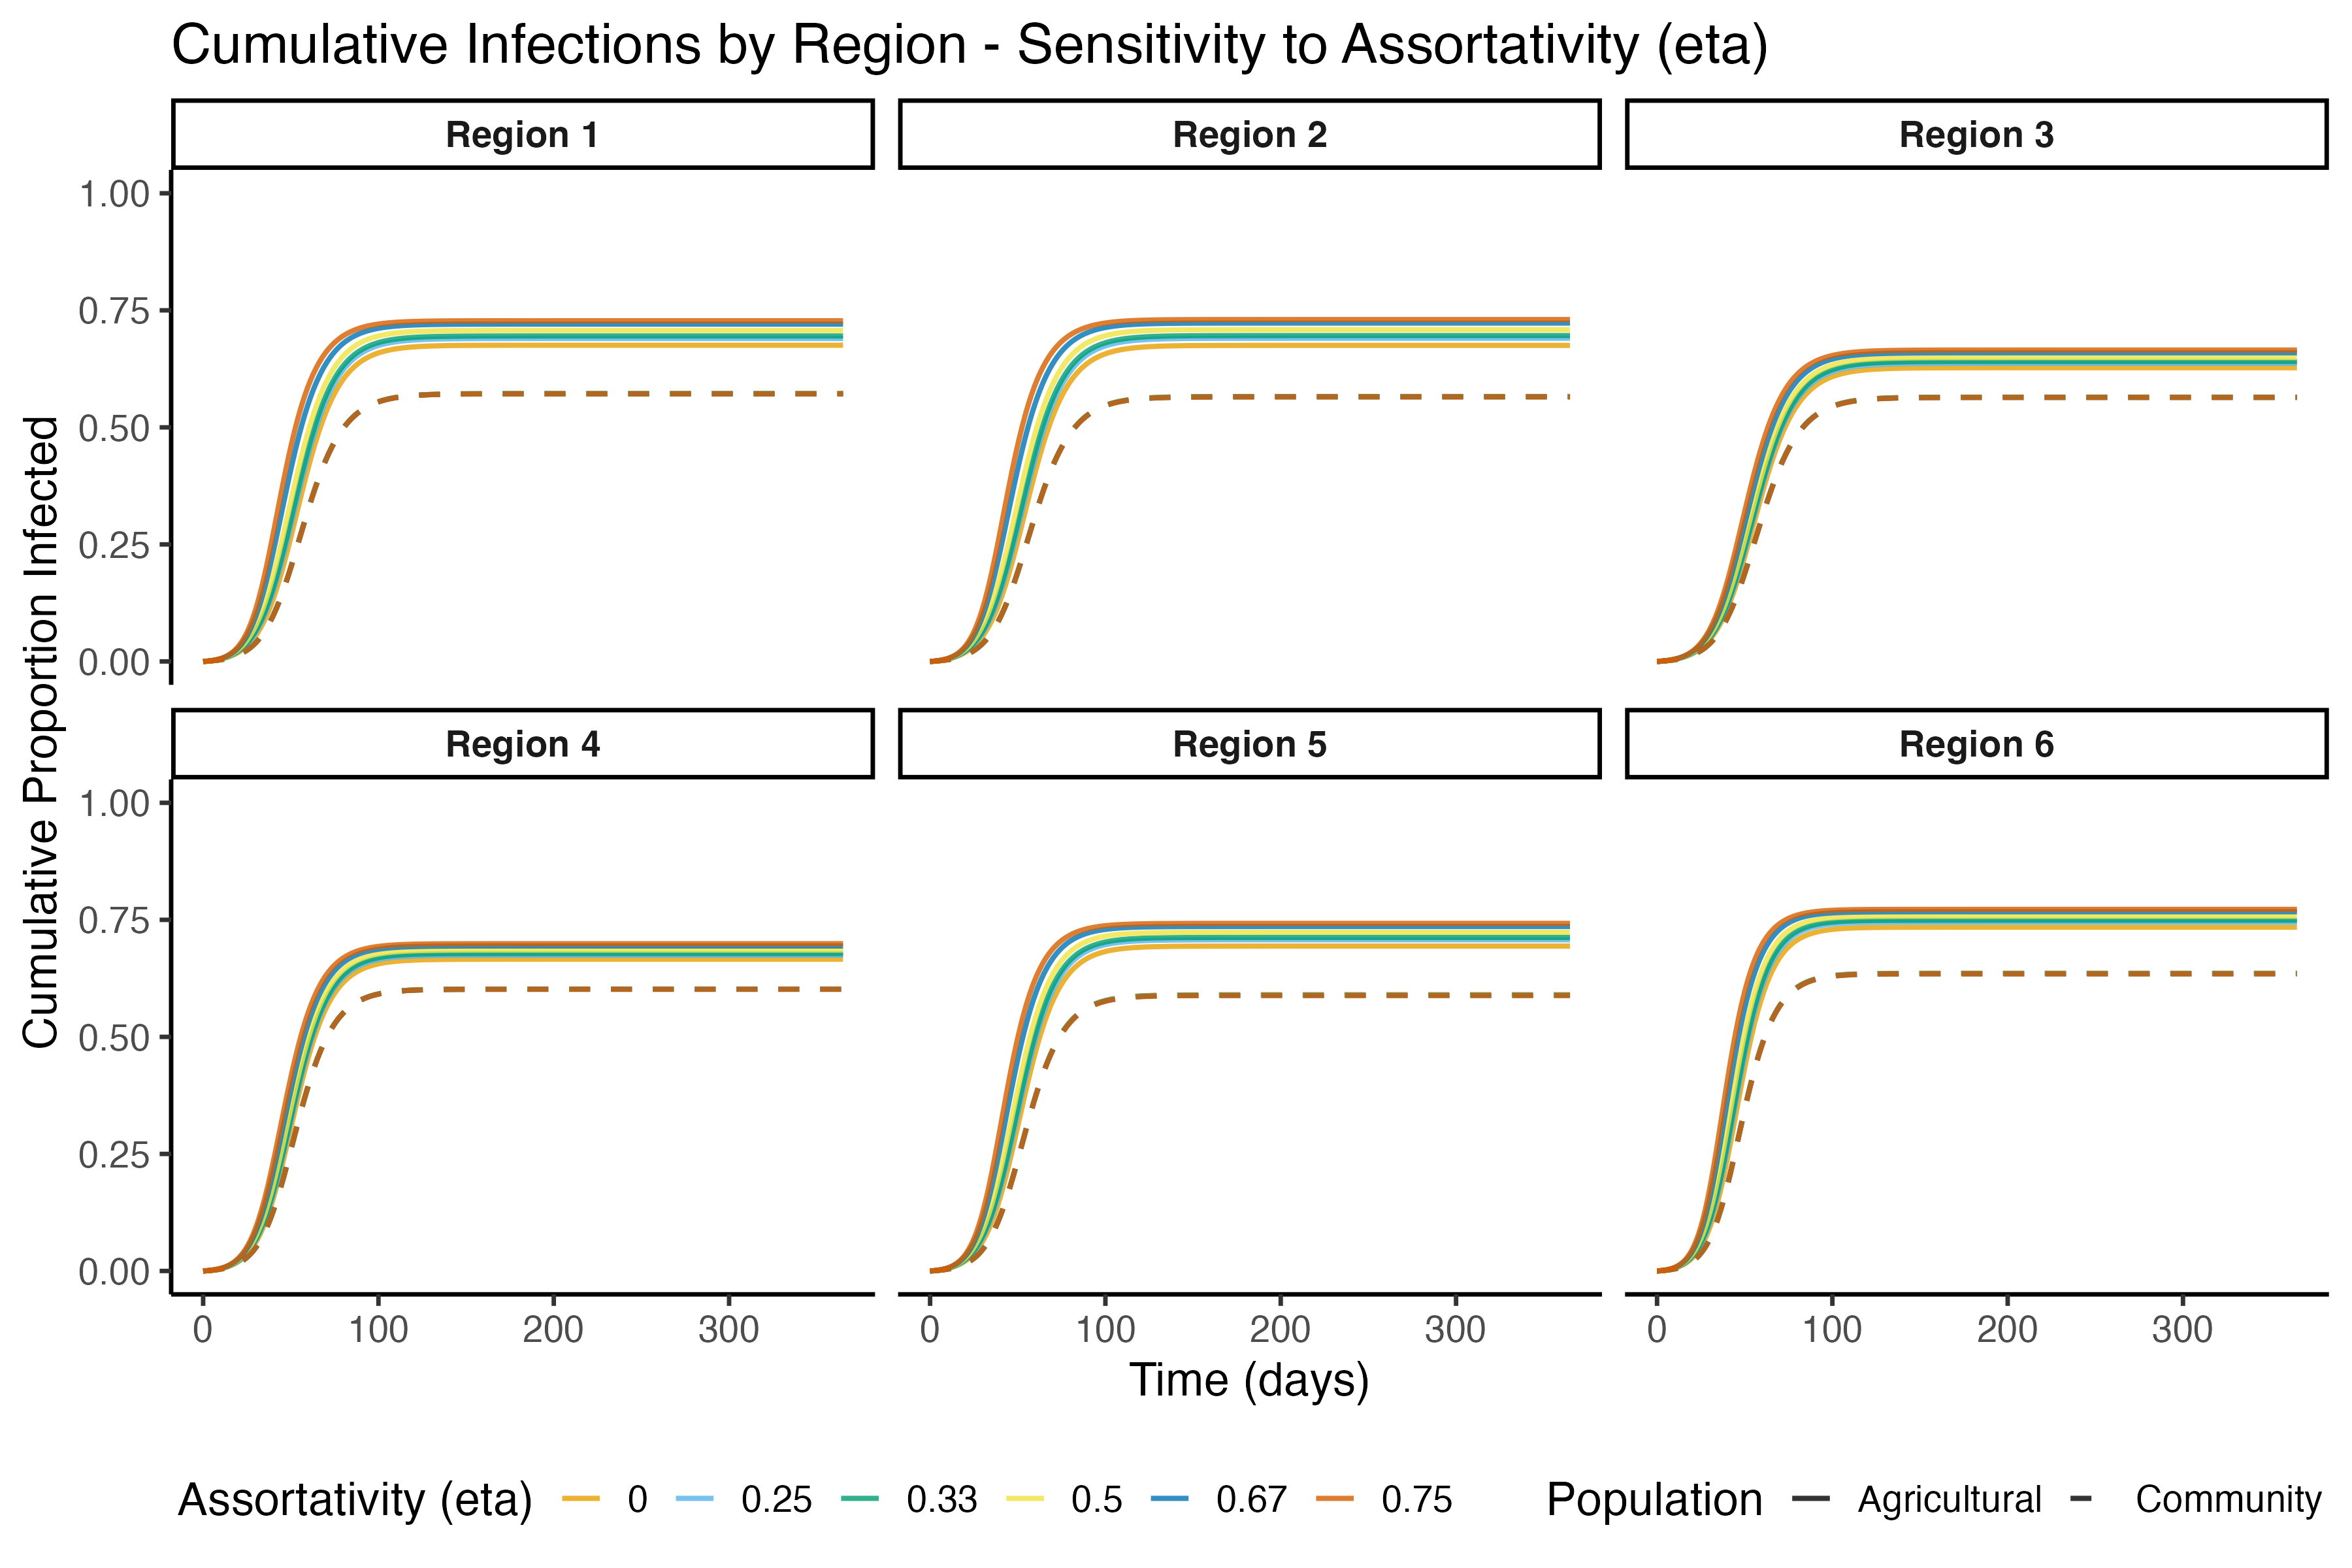 Cumulative Infections by Region - Sensitivity to Assortativity (eta)
Region 1
Region 2
Region 3
1.00
0.75
0.50
0.25
0.00
Region 4
Region 5
Region 6
1.00
0.75
0.50
0.25
0.00
Cumulative Proportion Infected
0 100 200 300
0 100 200 300
0 100 200 300
Time (days)
Assortativity (eta) 0 0.25 0.33 0.5 0.67 0.75
Population Agricultural Community